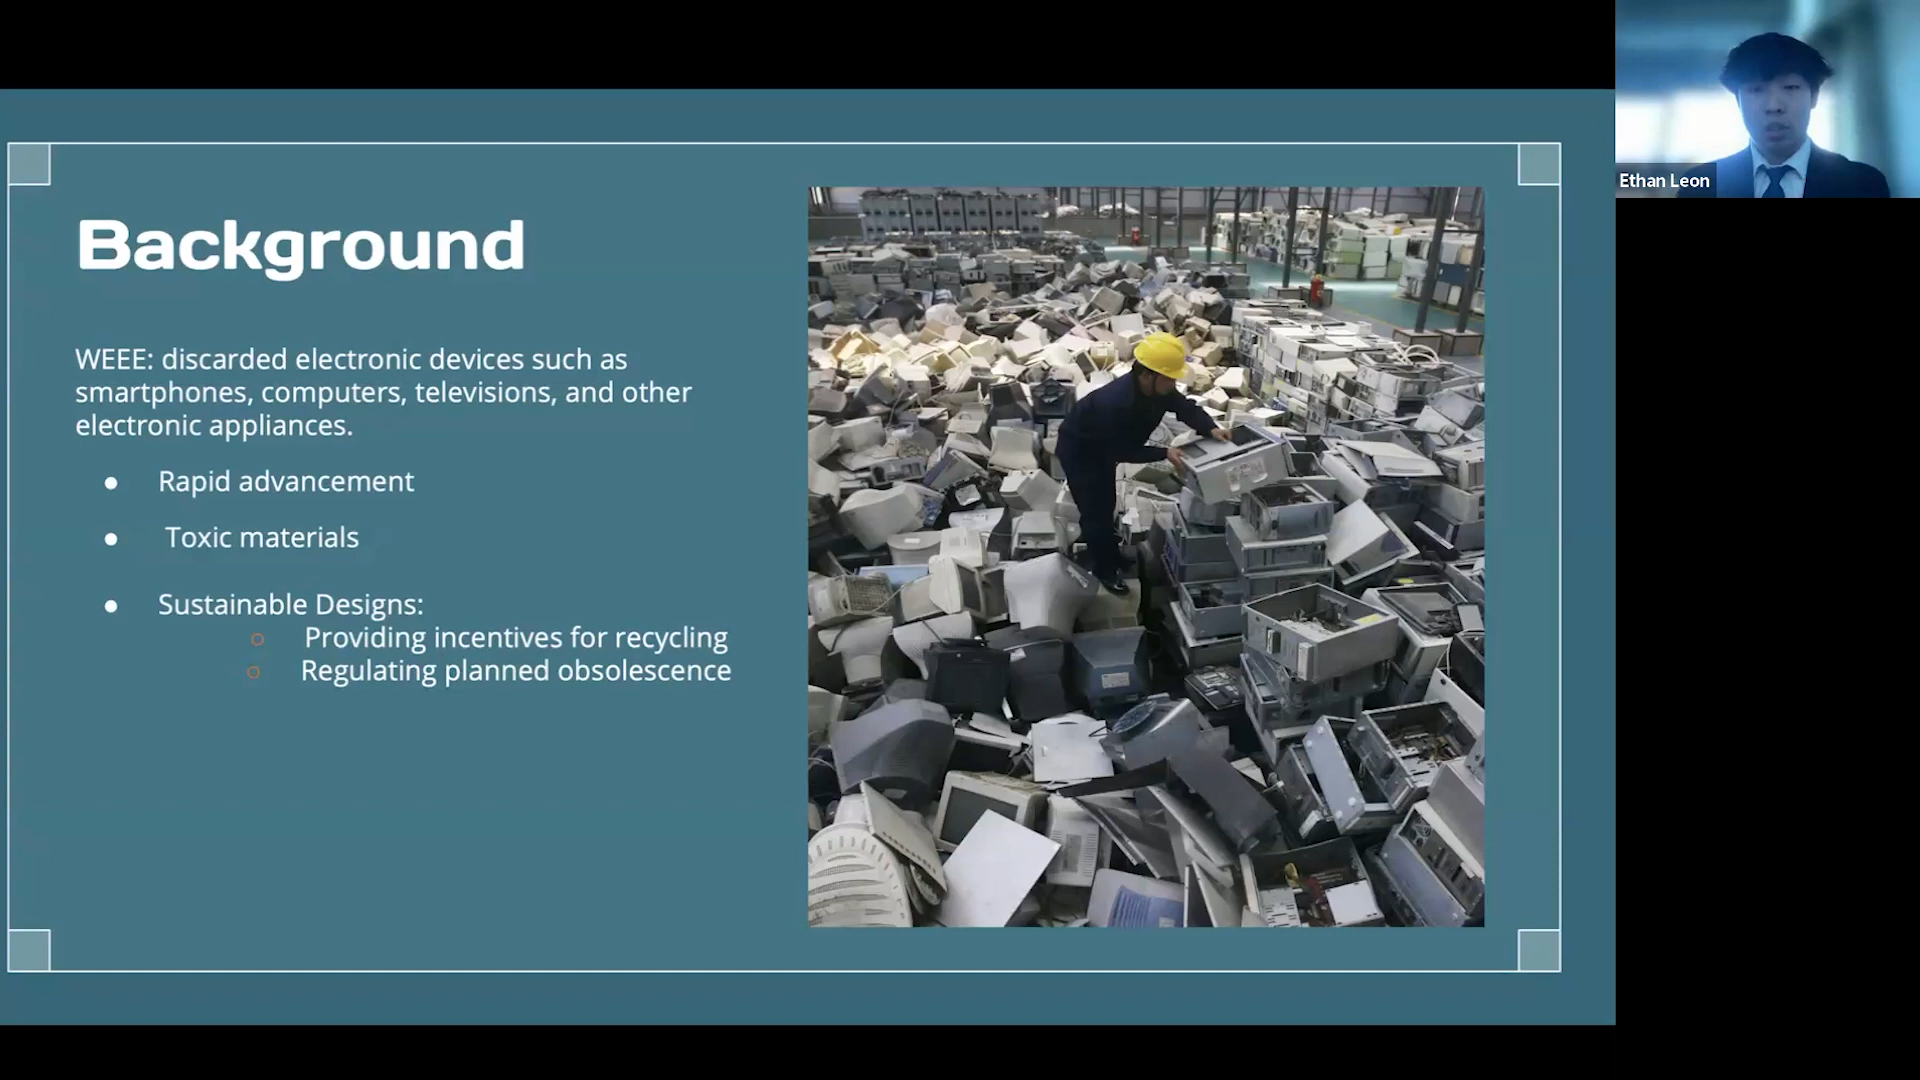 Background
WEEE: discarded electronic devices such as
smartphones, computers, televisions, and other
electronic appliances.
● Rapid advancement
● Toxic materials
● Sustainable Designs:
○ Providing incentives for recycling
○ Regulating planned obsolescence
Ethan Leon